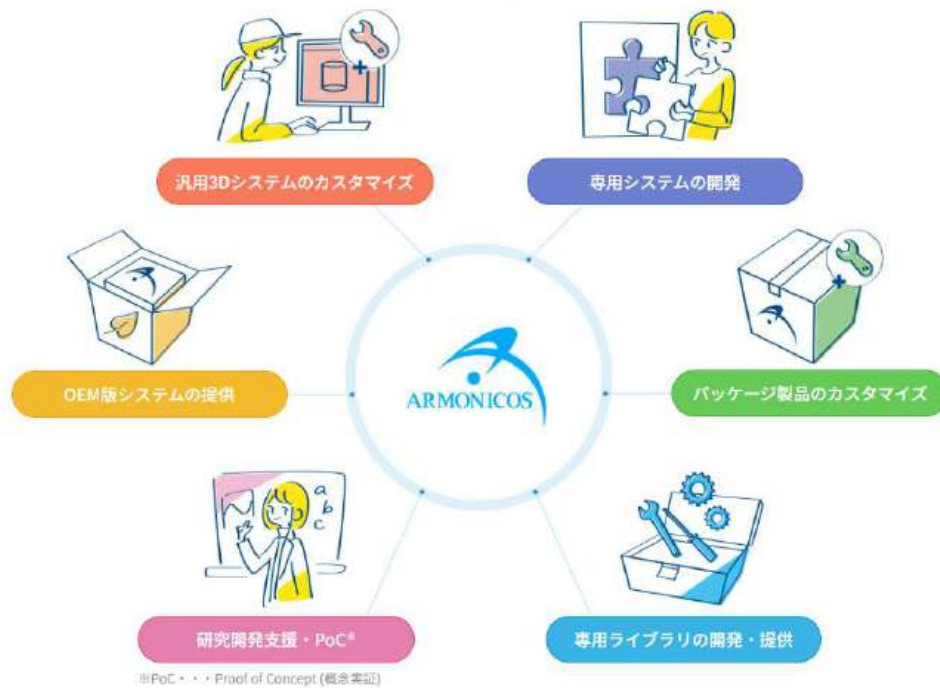 汎用3Dシステムのカスタマイズ
専用システムの開発
OEM版システムの提供
ARMONICOS
パッケージ製品のカスタマイズ
a
b
c
研究開発支援・PoC※
専用ライブラリの開発・提供
※PoC・・・Proof of Concept (概念実証)